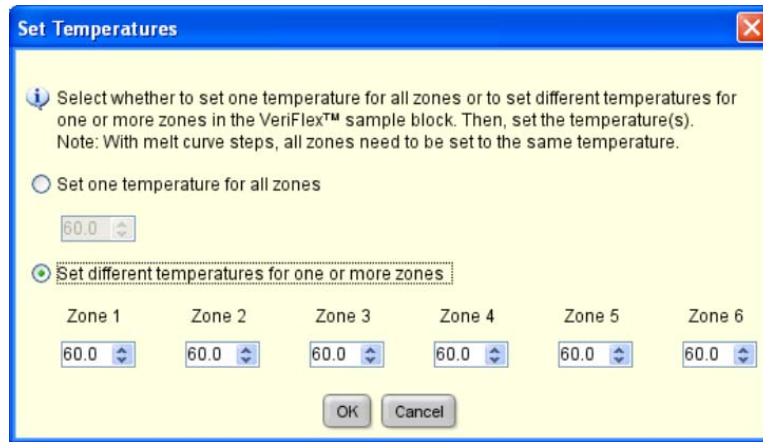 Set Temperatures
Select whether to set one temperature for all zones or to set different temperatures for
one or more zones in the VeriFlex™ sample block. Then, set the temperature(s).
Note: With melt curve steps, all zones need to be set to the same temperature.
Set one temperature for all zones
60.0
Set different temperatures for one or more zones
Zone 1 Zone 2 Zone 3 Zone 4 Zone 5 Zone 6
60.0 60.0 60.0 60.0 60.0 60.0
OK Cancel